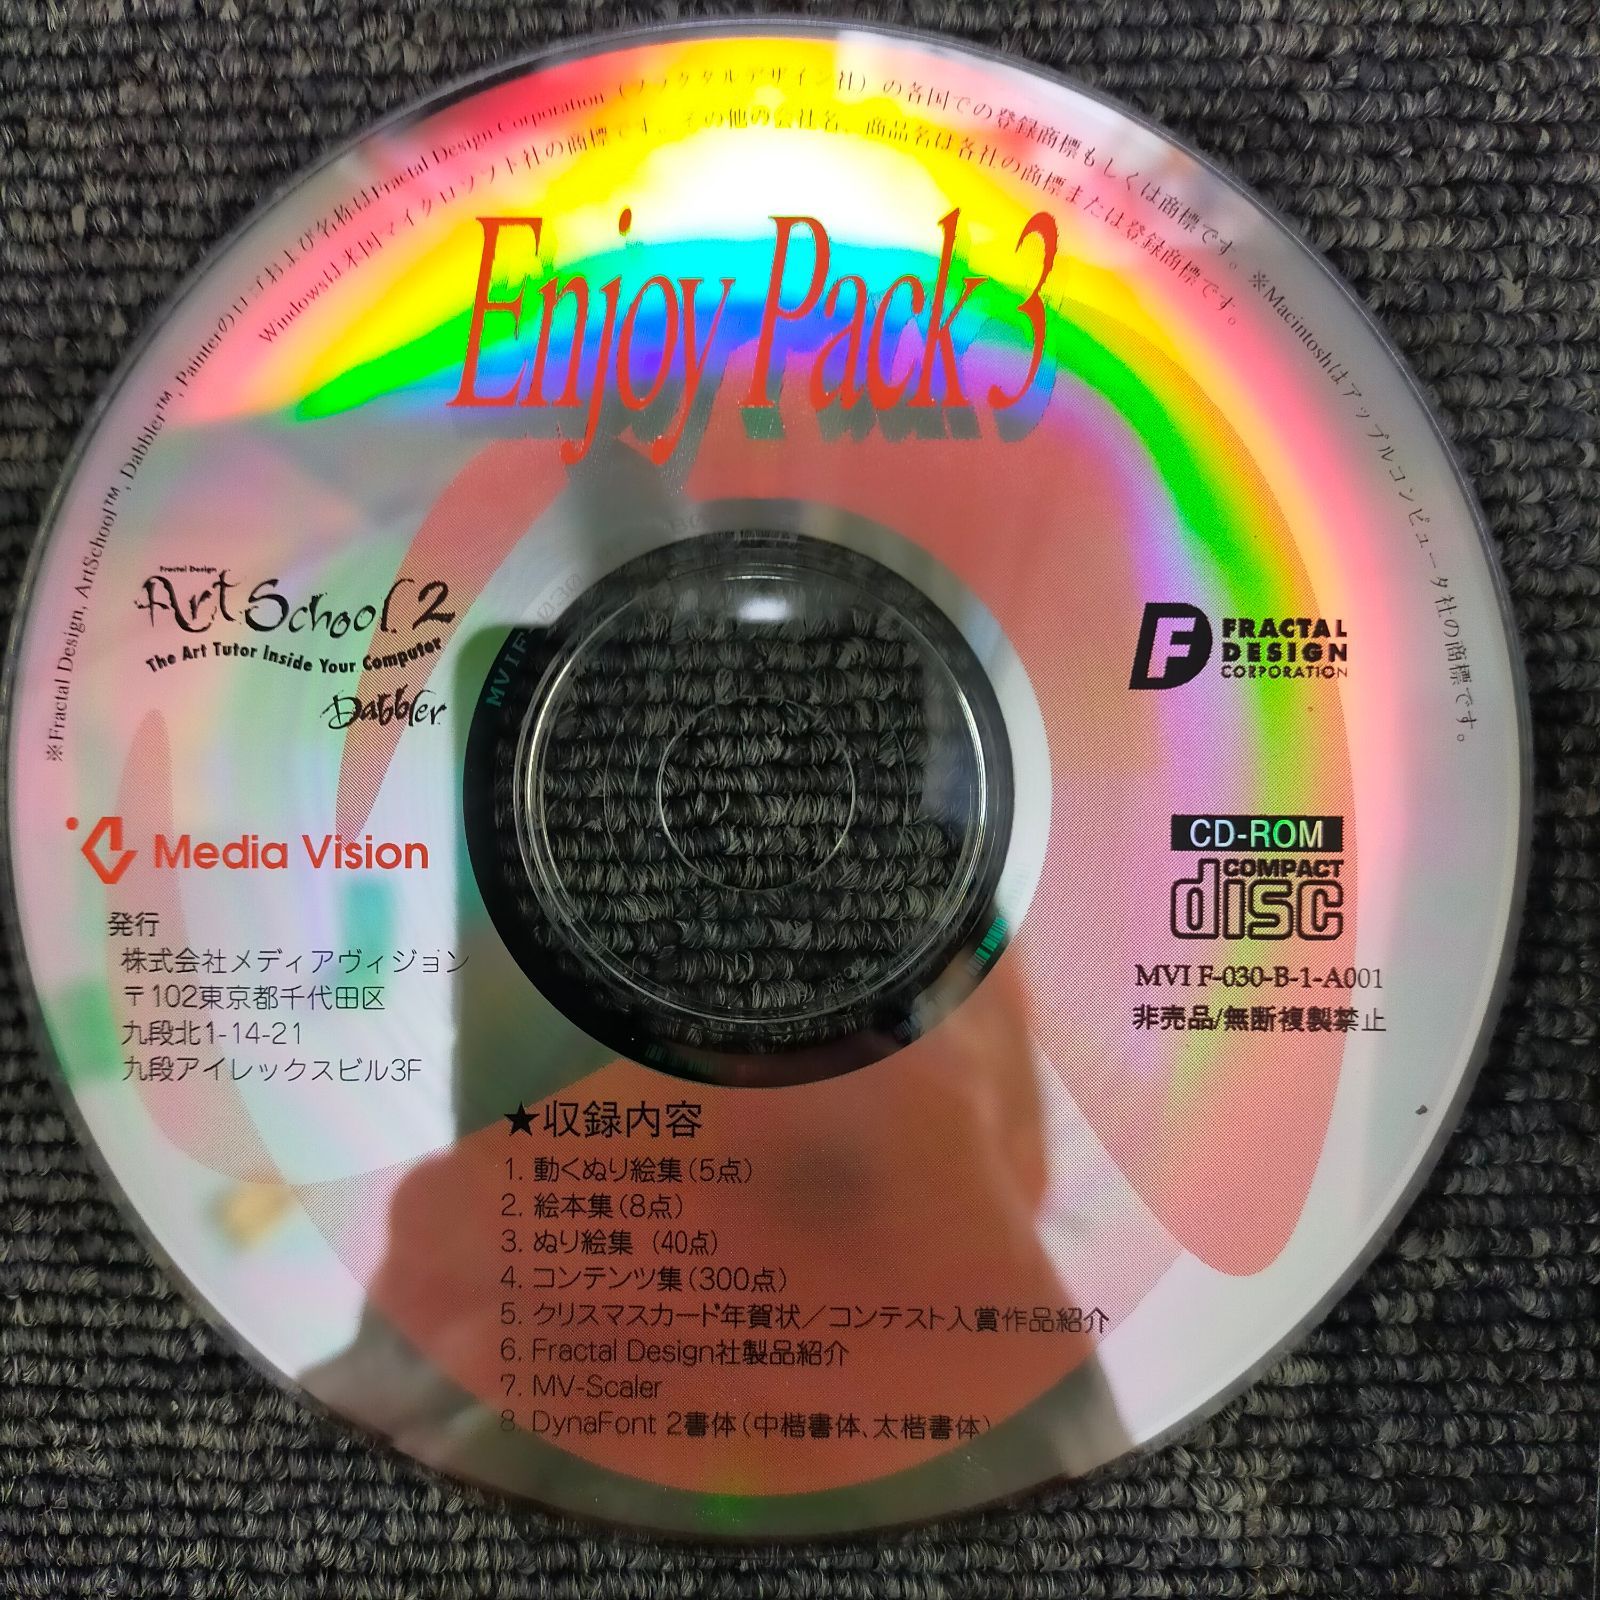 ※Fractal Design, ArtSchool™, Dabbler™, Painterのロゴおよび名称はFractal Design Corporation（フラクタルデザイン社）の各国での登録商標もしくは商標です。※Macintoshはアップルコンピュータ社の商標です。
Windowsは米国マイクロソフト社の商標です。その他の会社名、商品名は各社の商標または登録商標です。
Enjoy Pack 3
Fractal Design
Art School 2
The Art Tutor Inside Your Computer
Dabbler
FRACTAL
DESIGN
CORPORATION
Media Vision
発行
株式会社メディアヴィジョン
〒102東京都千代田区
九段北1-14-21
九段アイレックスビル3F
CD-ROM
COMPACT
disc
MVI F-030-B-1-A001
非売品/無断複製禁止
★収録内容
1. 動くぬり絵集(5点)
2. 絵本集(8点)
3. ぬり絵集 (40点)
4. コンテンツ集(300点)
5. クリスマスカード年賀状／コンテスト入賞作品紹介
6. Fractal Design社製品紹介
7. MV-Scaler
8. DynaFont 2書体(中楷書体、太楷書体)